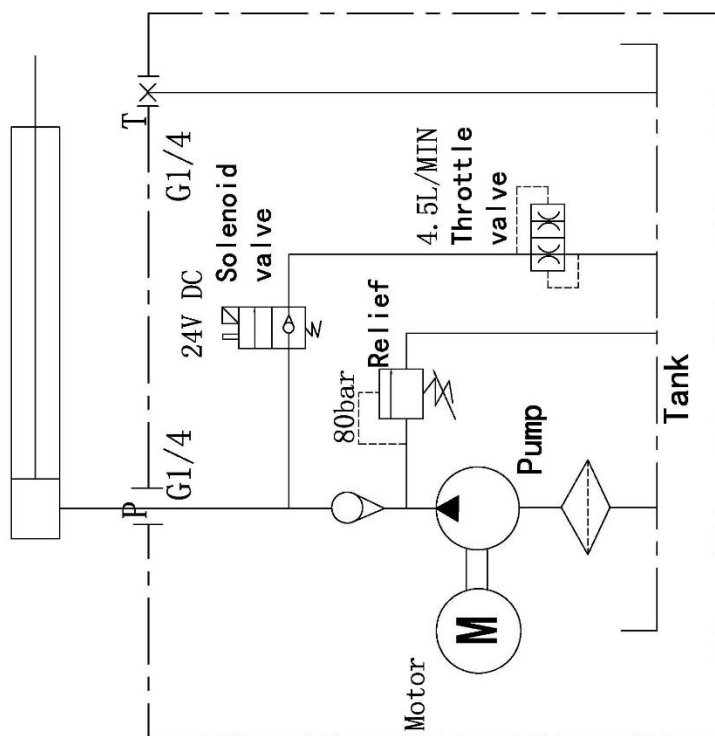 T
G1/4
4.5L/MIN
Throttle
valve
24V DC
Solenoid
valve
80bar
Relief
P
G1/4
Pump
Tank
Motor
M